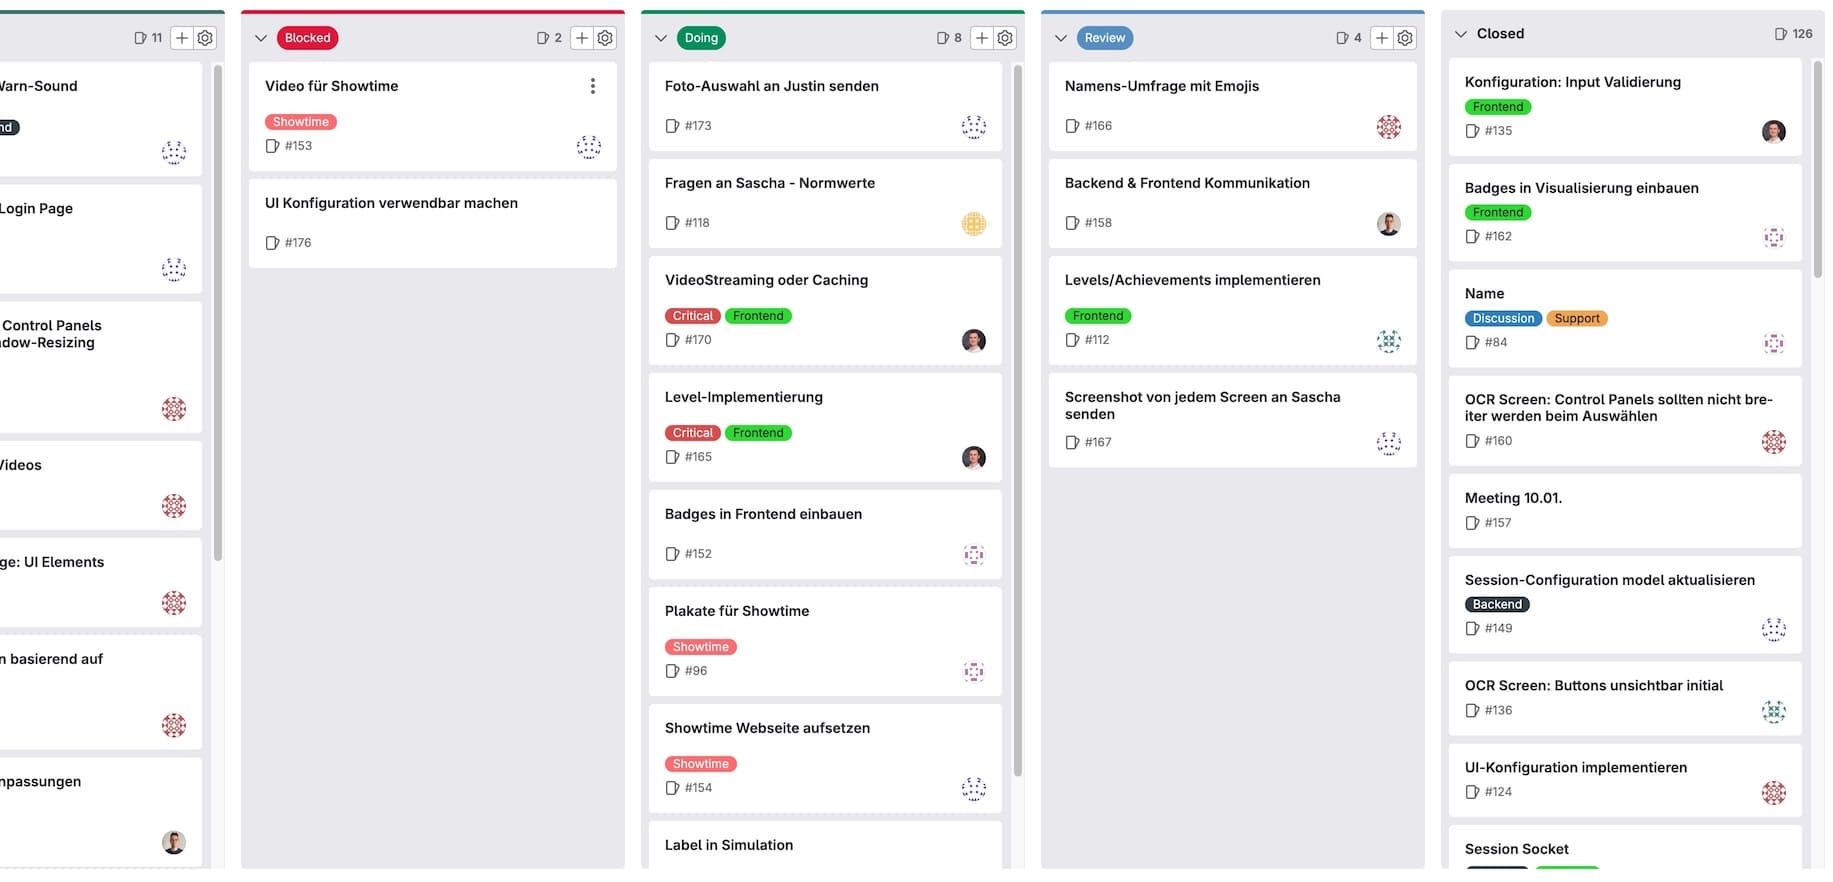 11
Warn-Sound
nd
Login Page
Control Panels
dow-Resizing
Videos
ge: UI Elements
n basierend auf
npassungen
Blocked
2
Video für Showtime
Showtime
#153
UI Konfiguration verwendbar machen
#176
Doing
8
Foto-Auswahl an Justin senden
#173
Fragen an Sascha - Normwerte
#118
VideoStreaming oder Caching
Critical Frontend
#170
Level-Implementierung
Critical Frontend
#165
Badges in Frontend einbauen
#152
Plakate für Showtime
Showtime
#96
Showtime Webseite aufsetzen
Showtime
#154
Label in Simulation
Review
4
Namens-Umfrage mit Emojis
#166
Backend & Frontend Kommunikation
#158
Levels/Achievements implementieren
Frontend
#112
Screenshot von jedem Screen an Sascha
senden
#167
Closed
126
Konfiguration: Input Validierung
Frontend
#135
Badges in Visualisierung einbauen
Frontend
#162
Name
Discussion Support
#84
OCR Screen: Control Panels sollten nicht bre-
iter werden beim Auswählen
#160
Meeting 10.01.
#157
Session-Configuration model aktualisieren
Backend
#149
OCR Screen: Buttons unsichtbar initial
#136
UI-Konfiguration implementieren
#124
Session Socket